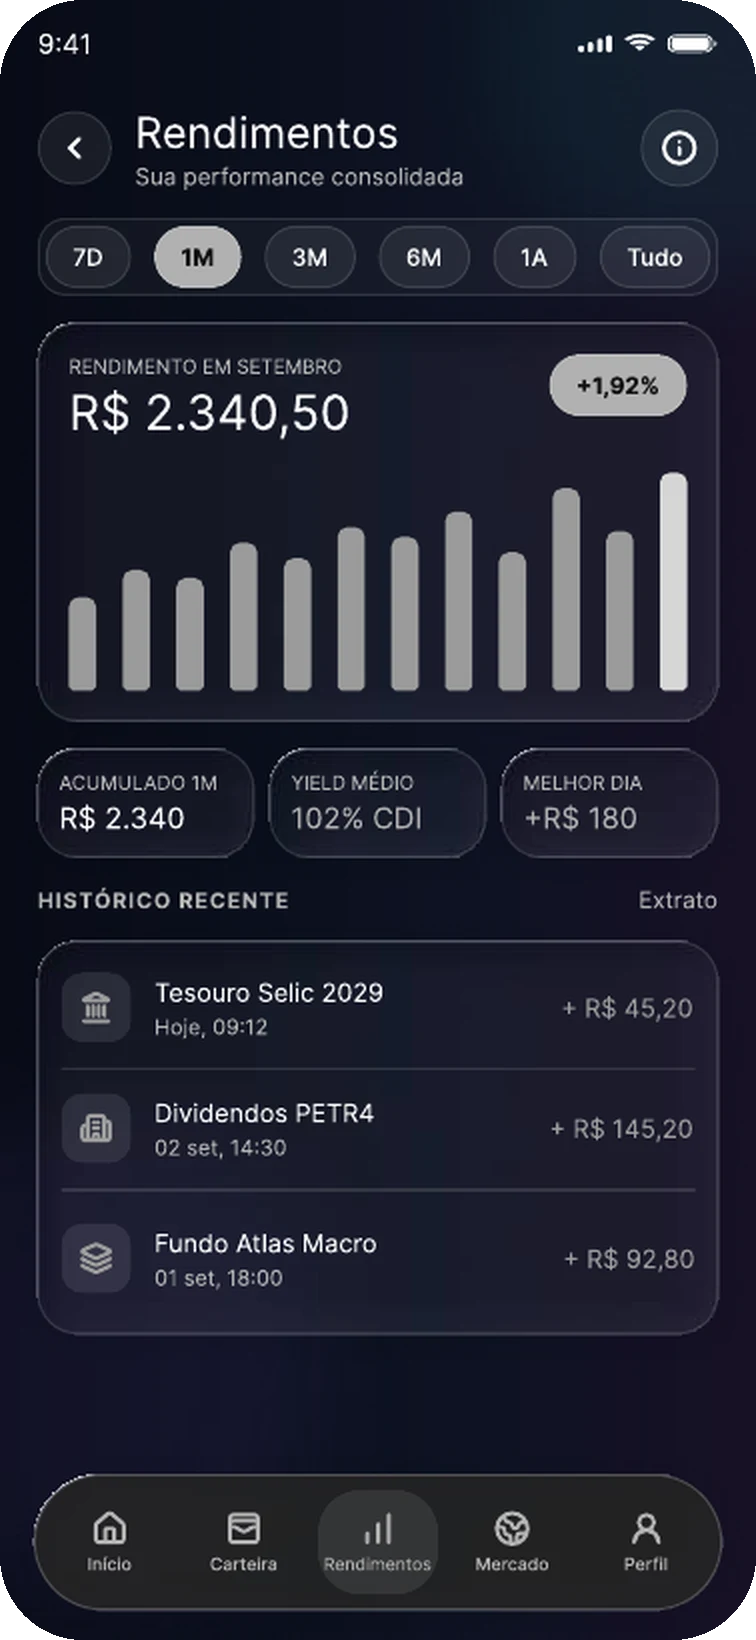 9:41
Rendimentos
Sua performance consolidada
7D 1M 3M 6M 1A Tudo
RENDIMENTO EM SETEMBRO
R$ 2.340,50
+1,92%
ACUMULADO 1M
R$ 2.340
YIELD MÉDIO
102% CDI
MELHOR DIA
+R$ 180
HISTÓRICO RECENTE
Extrato
Tesouro Selic 2029
Hoje, 09:12
+ R$ 45,20
Dividendos PETR4
02 set, 14:30
+ R$ 145,20
Fundo Atlas Macro
01 set, 18:00
+ R$ 92,80
Início Carteira Rendimentos Mercado Perfil